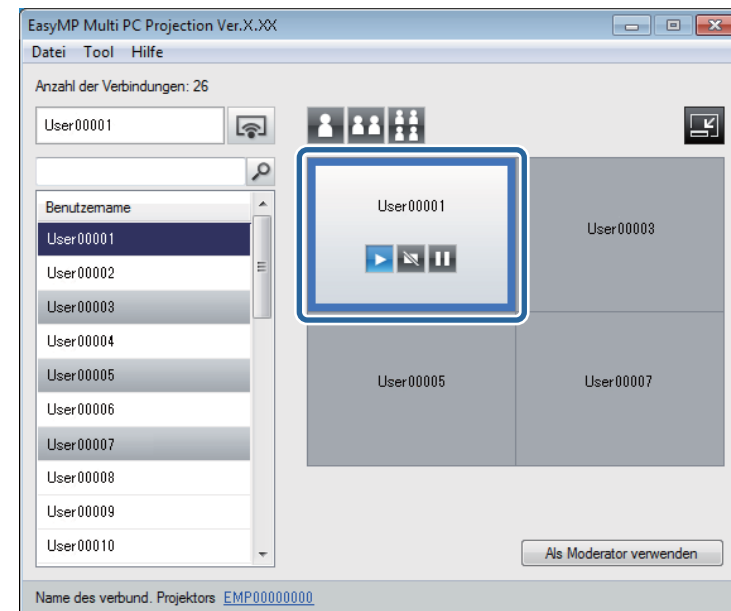 EasyMP Multi PC Projection Ver.X.XX
Datei Tool Hilfe
Anzahl der Verbindungen: 26
User00001
Benutzername
User00001
User00002
User00003
User00004
User00005
User00006
User00007
User00008
User00009
User00010
User00001
User00003
User00005
User00007
Als Moderator verwenden
Name des verbund. Projektors EMP00000000